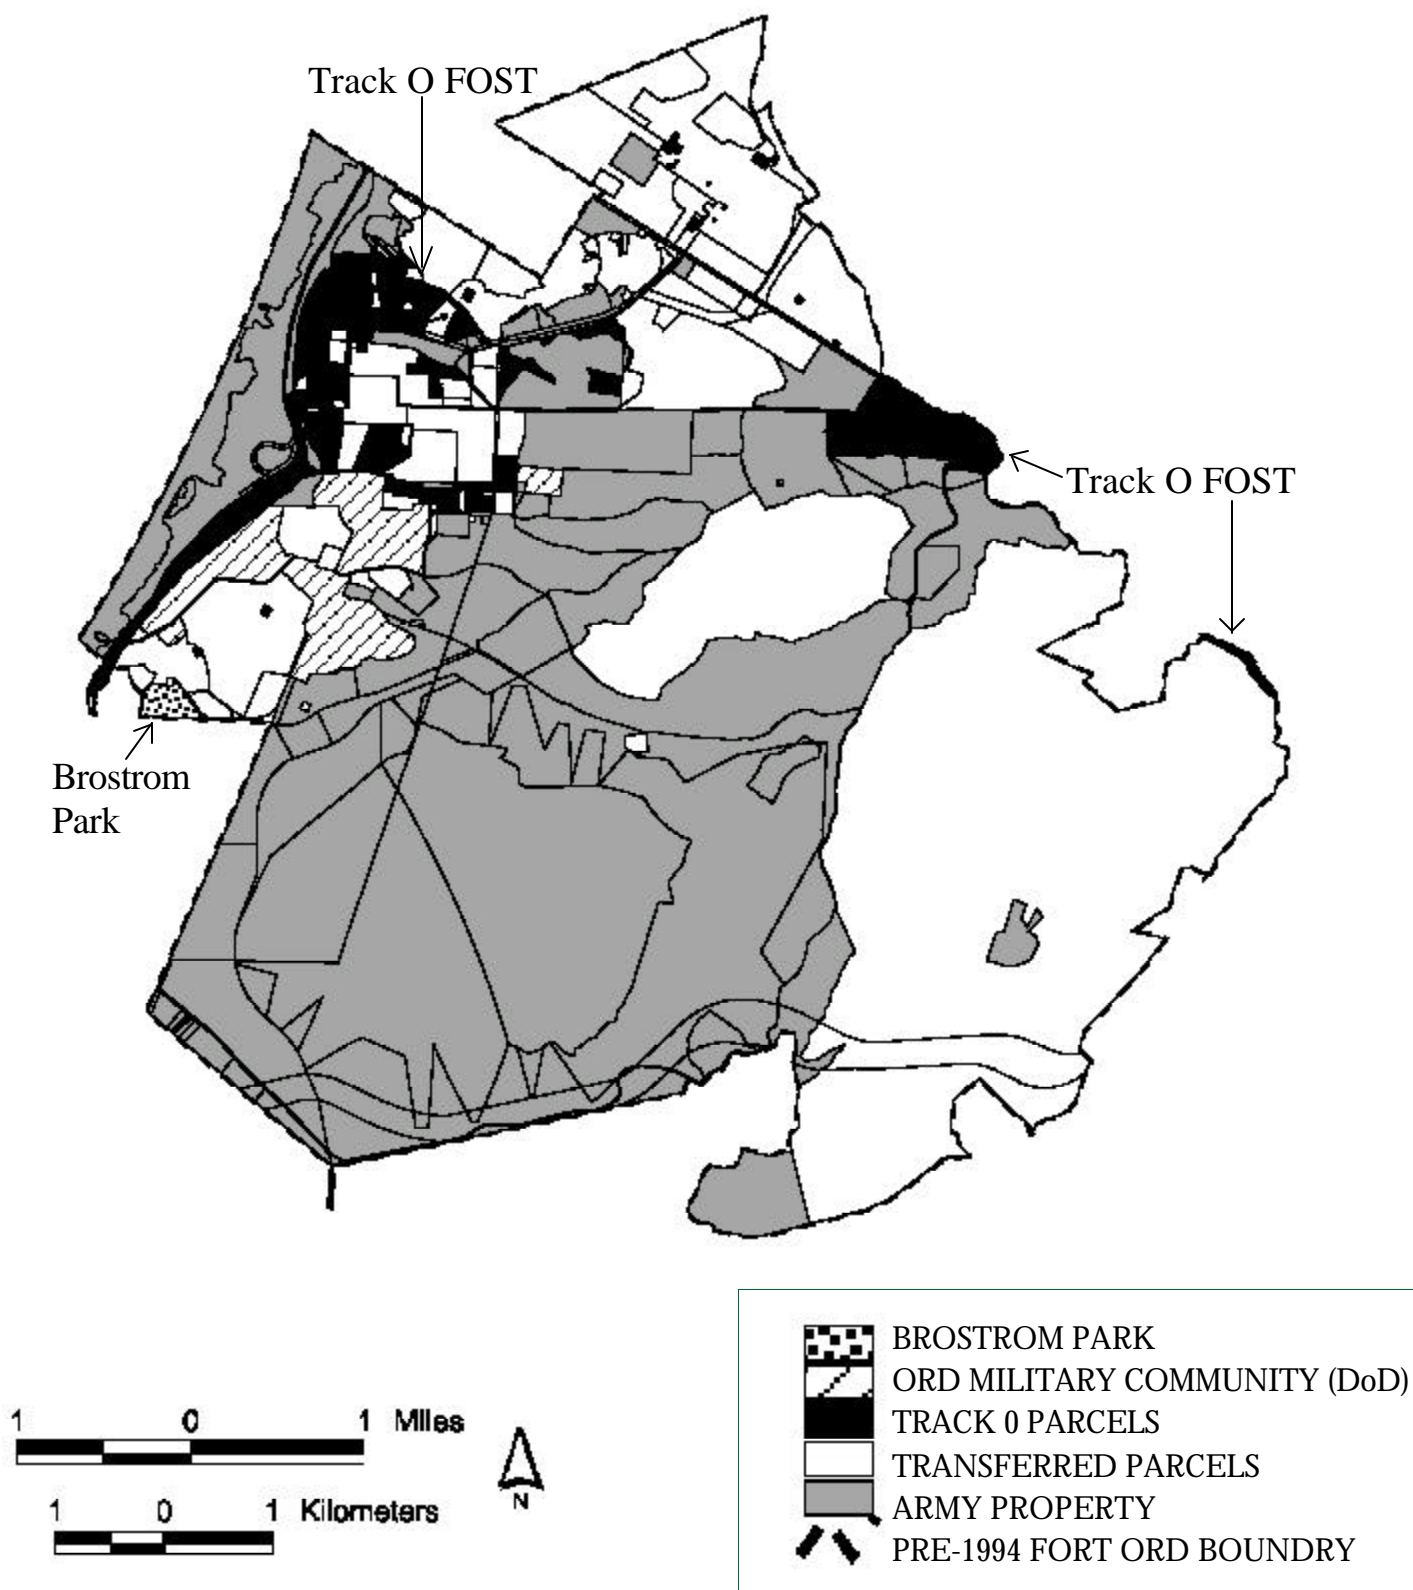 Track O FOST
Track O FOST
Brostrom
Park
1 0 1 Miles
1 0 1 Kilometers
N
BROSTROM PARK
ORD MILITARY COMMUNITY (DoD)
TRACK 0 PARCELS
TRANSFERRED PARCELS
ARMY PROPERTY
PRE-1994 FORT ORD BOUNDRY